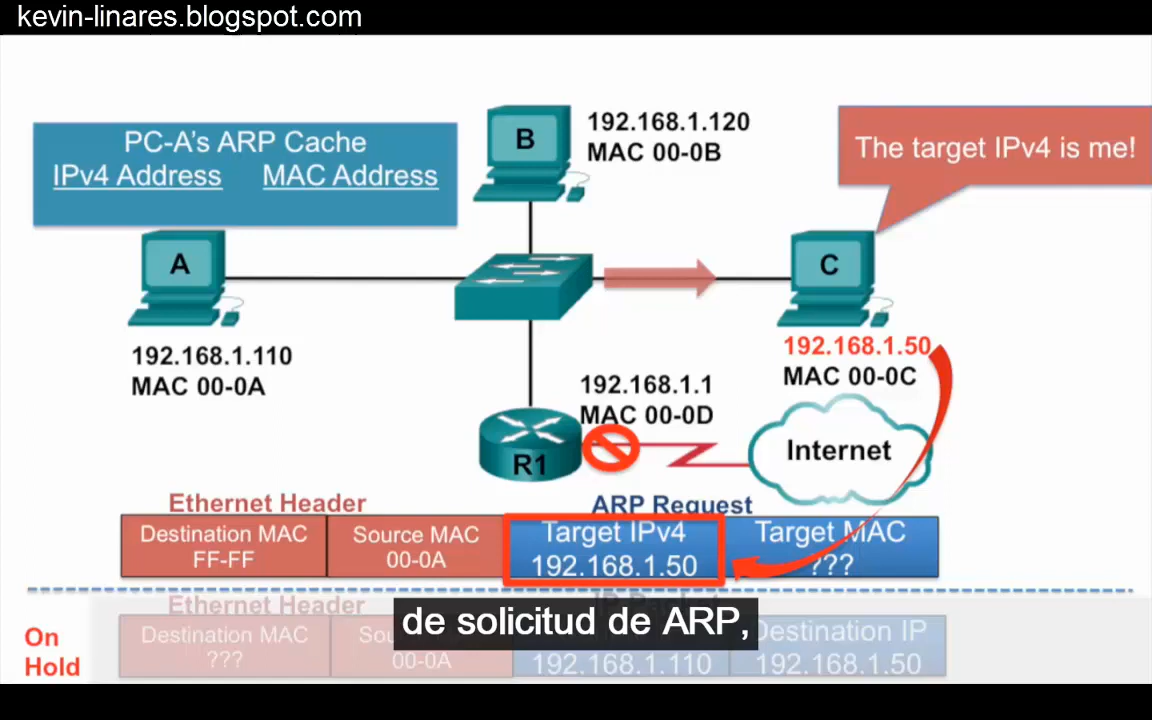 kevin-linares.blogspot.com
PC-A's ARP Cache
IPv4 Address MAC Address
B
192.168.1.120
MAC 00-0B
The target IPv4 is me!
A
C
192.168.1.110
MAC 00-0A
192.168.1.50
MAC 00-0C
192.168.1.1
MAC 00-0D
R1
Internet
Ethernet Header
ARP Request
Destination MAC
FF-FF
Source MAC
00-0A
Target IPv4
192.168.1.50
Target MAC
???
Ethernet Header
On
Hold
Destination MAC
???
00-0A
192.168.1.110
Destination IP
192.168.1.50
de solicitud de ARP,